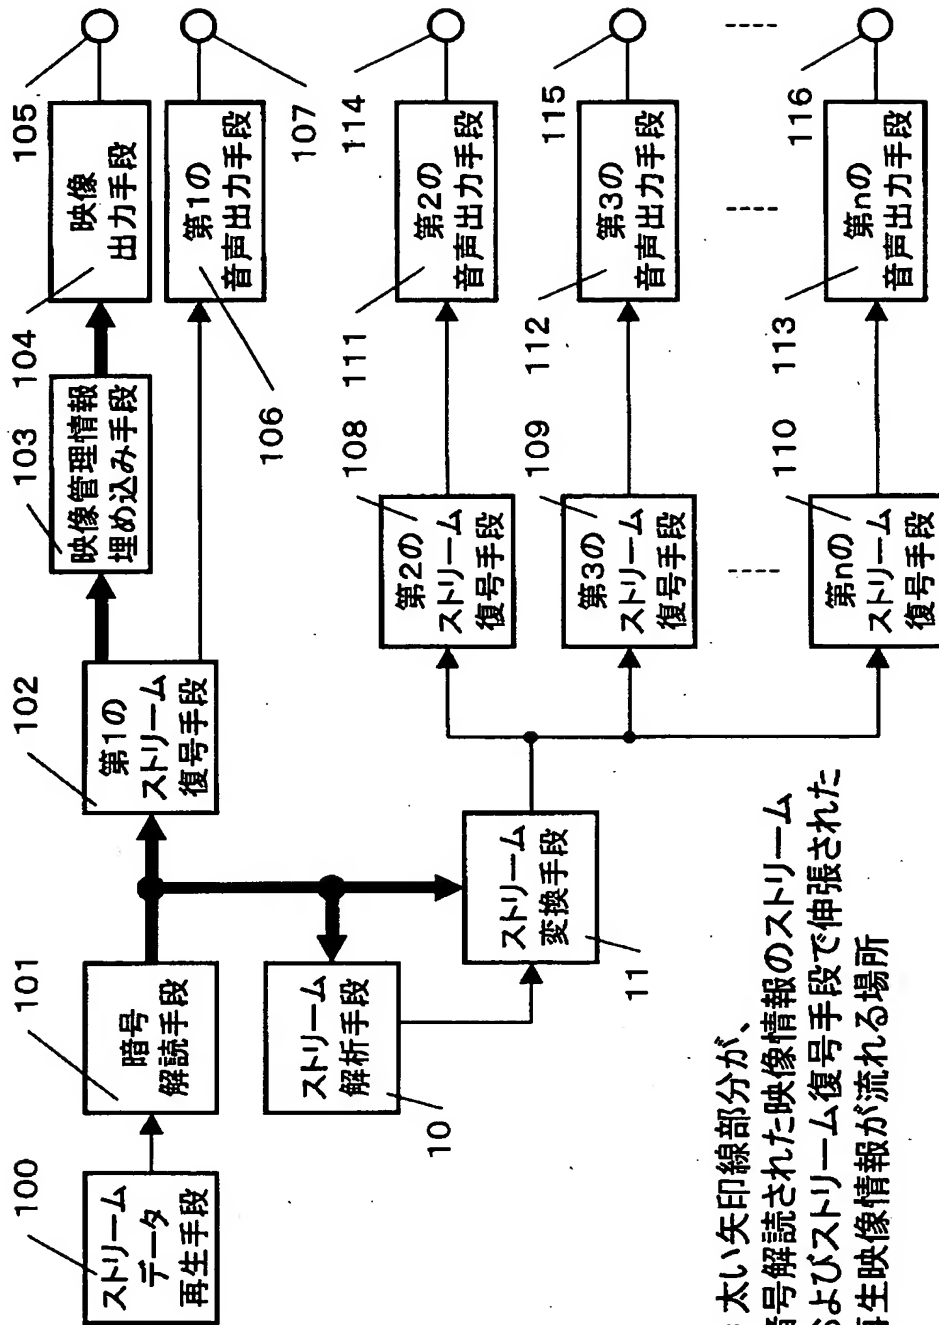 100
ストリーム
データ
再生手段
101
暗号
解読手段
102
第1の
ストリーム
復号手段
103
映像管理情報
埋め込み手段
104
映像
出力手段
105
第1の
音声出力手段
106
107
ストリーム
解析手段
10
ストリーム
変換手段
11
108
第2の
ストリーム
復号手段
111
第2の
音声出力手段
114
109
第3の
ストリーム
復号手段
112
第3の
音声出力手段
115
110
第nの
ストリーム
復号手段
113
第nの
音声出力手段
116
太い矢印線部分が、
暗号解読された映像情報のストリーム
およびストリーム復号手段で伸張された
再生映像情報が流れる場所